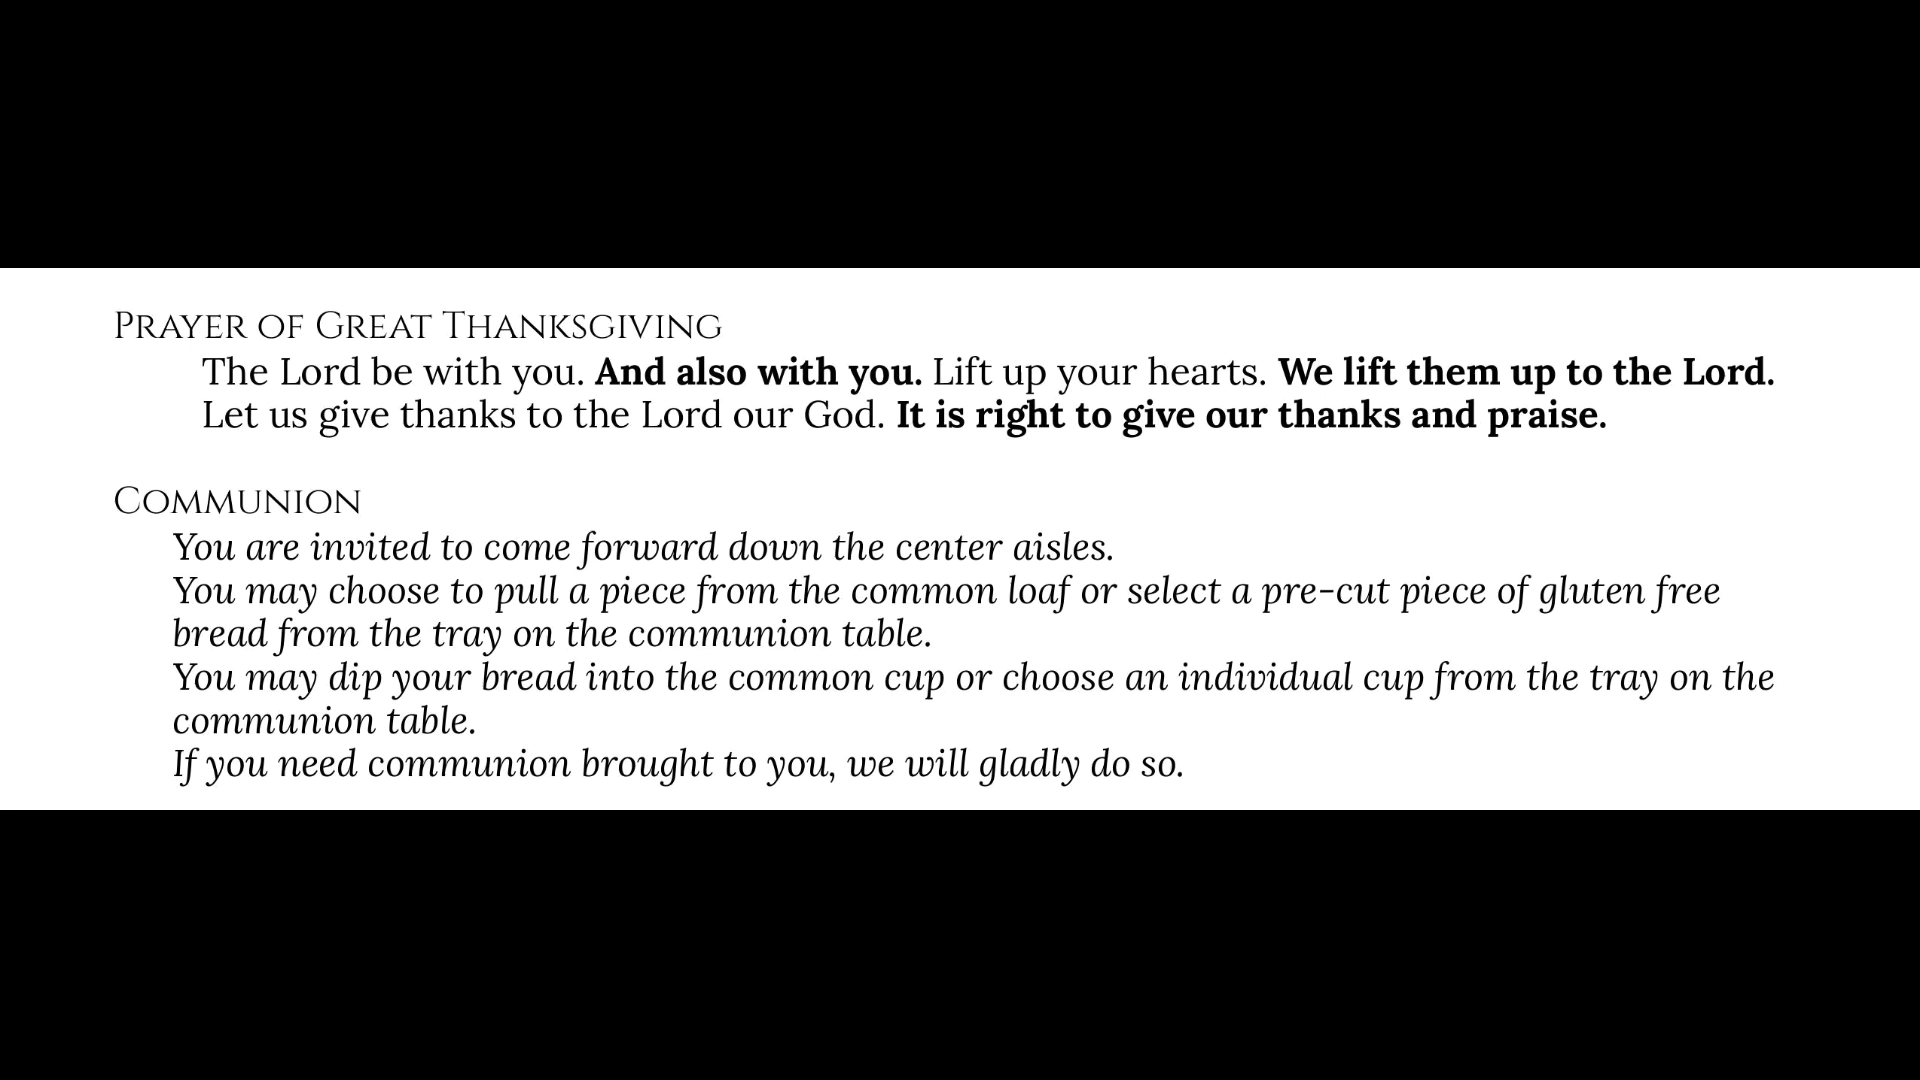 Prayer of Great Thanksgiving
The Lord be with you. And also with you. Lift up your hearts. We lift them up to the Lord.
Let us give thanks to the Lord our God. It is right to give our thanks and praise.
Communion
You are invited to come forward down the center aisles.
You may choose to pull a piece from the common loaf or select a pre-cut piece of gluten free
bread from the tray on the communion table.
You may dip your bread into the common cup or choose an individual cup from the tray on the
communion table.
If you need communion brought to you, we will gladly do so.